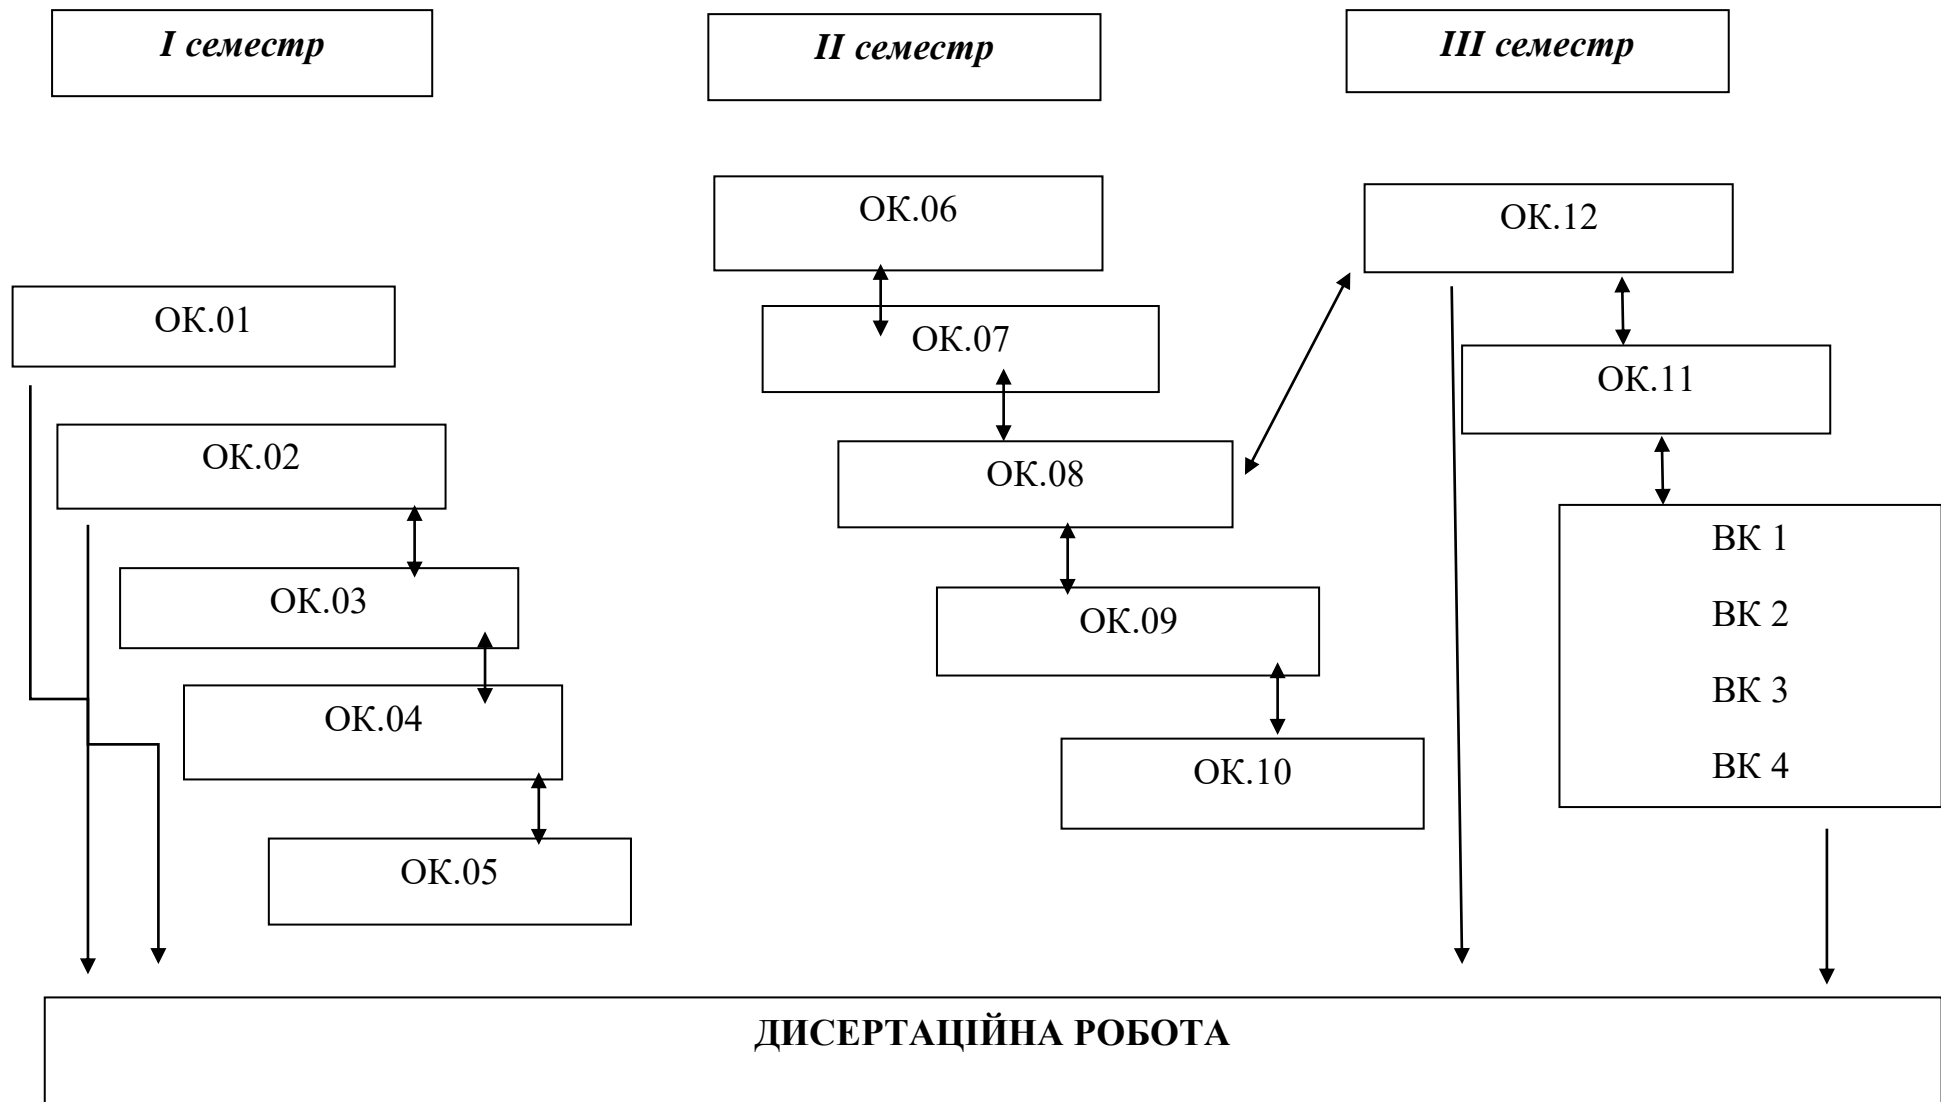 I семестр
II семестр
III семестр
ОК.01
ОК.02
ОК.03
ОК.04
ОК.05
ОК.06
ОК.07
ОК.08
ОК.09
ОК.10
ОК.12
ОК.11
ВК 1
ВК 2
ВК 3
ВК 4
ДИСЕРТАЦІЙНА РОБОТА